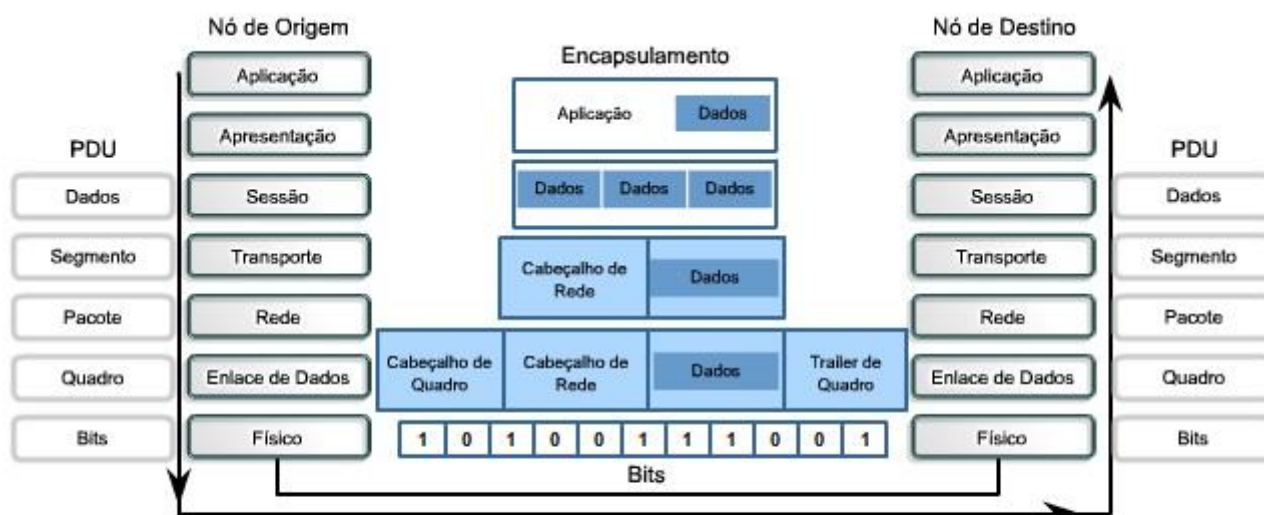 Nó de Origem
Nó de Destino
Encapsulamento
PDU
Dados
Segmento
Pacote
Quadro
Bits
Aplicação
Apresentação
Sessão
Transporte
Rede
Enlace de Dados
Físico
Aplicação Dados
Dados Dados Dados
Cabeçalho de
Rede
Dados
Cabeçalho de
Quadro
Cabeçalho de
Rede
Dados
Trailer de
Quadro
1 0 1 0 0 1 1 1 0 0 1
Bits
Aplicação
Apresentação
Sessão
Transporte
Rede
Enlace de Dados
Físico
PDU
Dados
Segmento
Pacote
Quadro
Bits